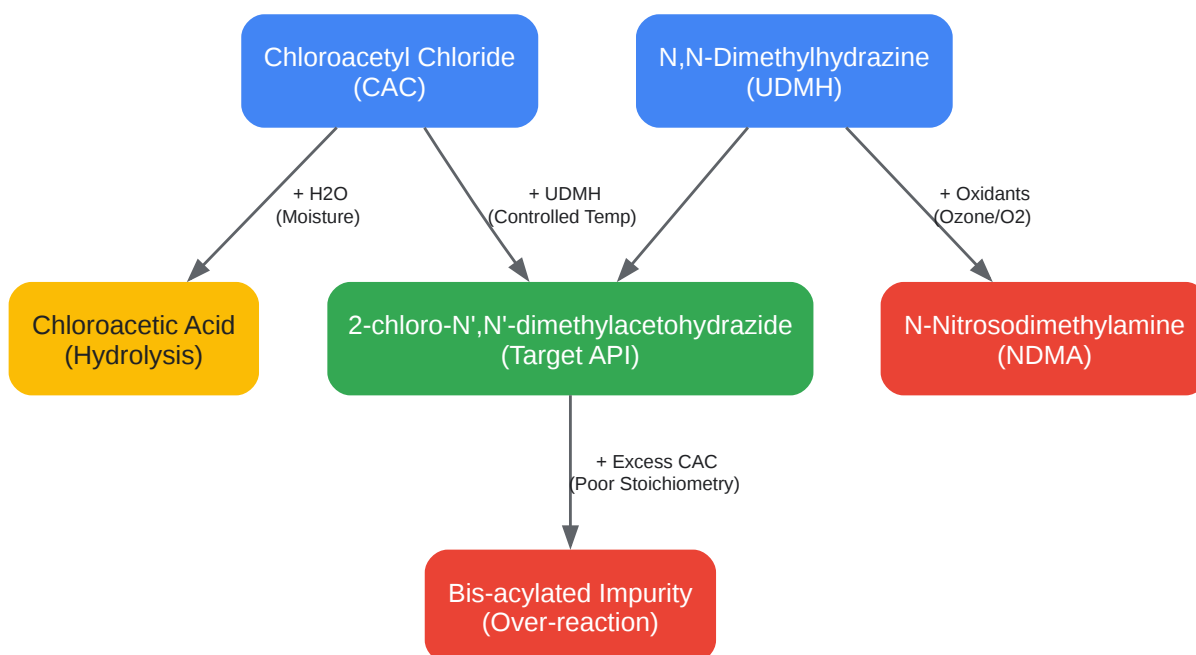 Chloroacetyl Chloride
(CAC)
N,N-Dimethylhydrazine
(UDMH)
+ H2O
(Moisture)
+ UDMH
(Controlled Temp)
+ Oxidants
(Ozone/O2)
Chloroacetic Acid
(Hydrolysis)
2-chloro-N',N'-dimethylacetohydrazide
(Target API)
N-Nitrosodimethylamine
(NDMA)
+ Excess CAC
(Poor Stoichiometry)
Bis-acylated Impurity
(Over-reaction)